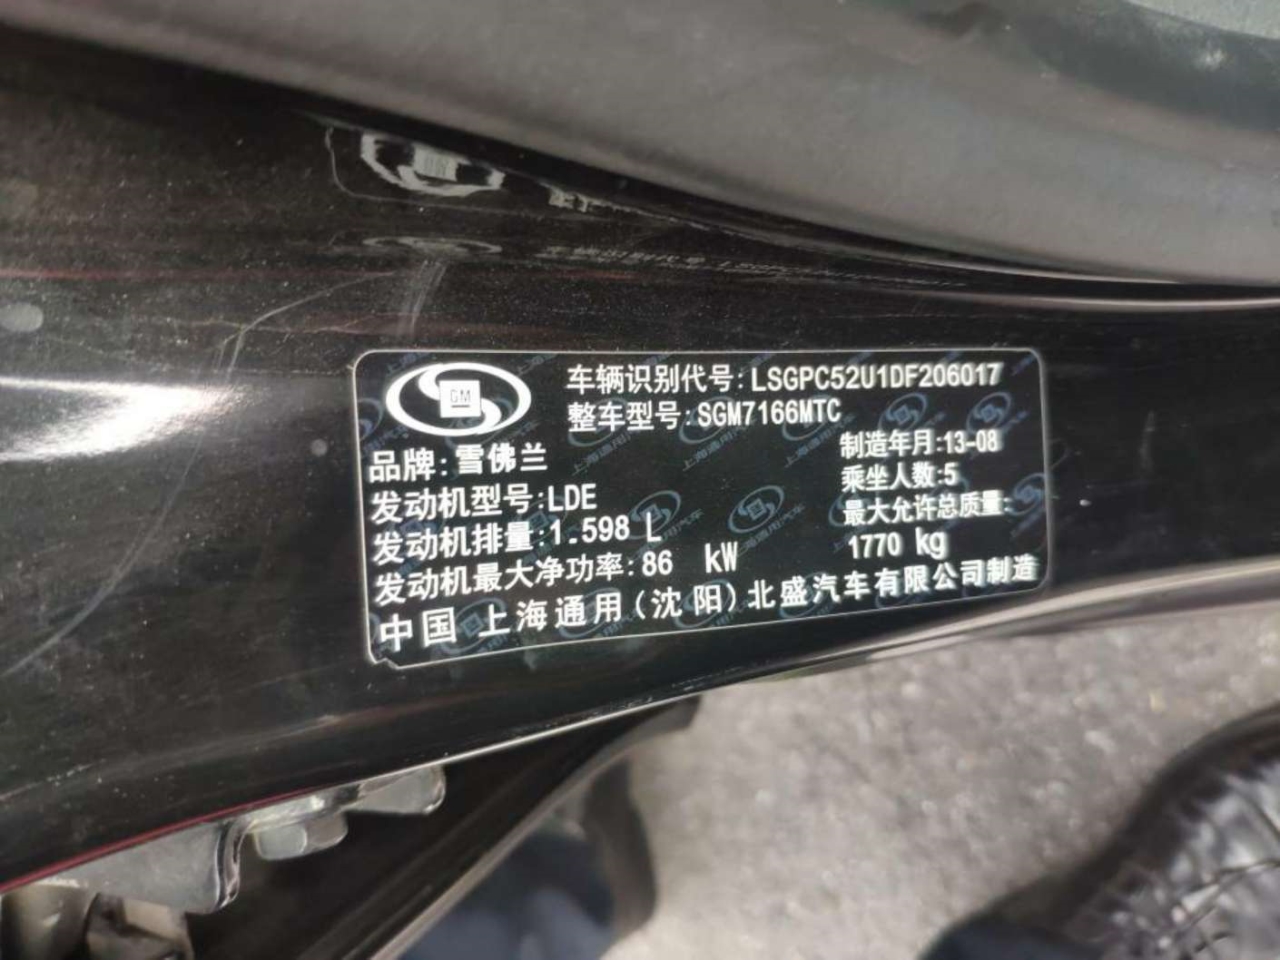 GM
车辆识别代号:LSGPC52U1DF206017
整车型号:SGM7166MTC
品牌:雪佛兰
制造年月:13-08
发动机型号:LDE
乘坐人数:5
发动机排量:1.598 L
最大允许总质量:
1770 kg
发动机最大净功率:86 kW
中国 上海通用(沈阳)北盛汽车有限公司制造